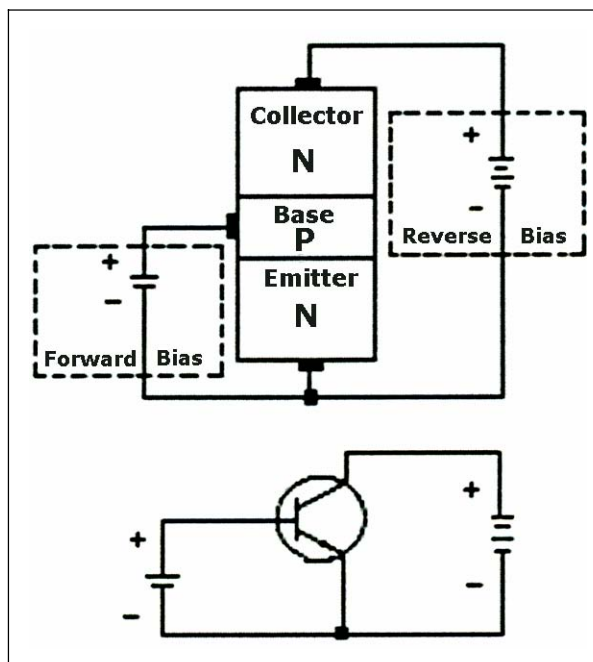 Collector
N
+
-
Base
P
Reverse Bias
+
-
Emitter
N
Forward Bias
+
-
+
-